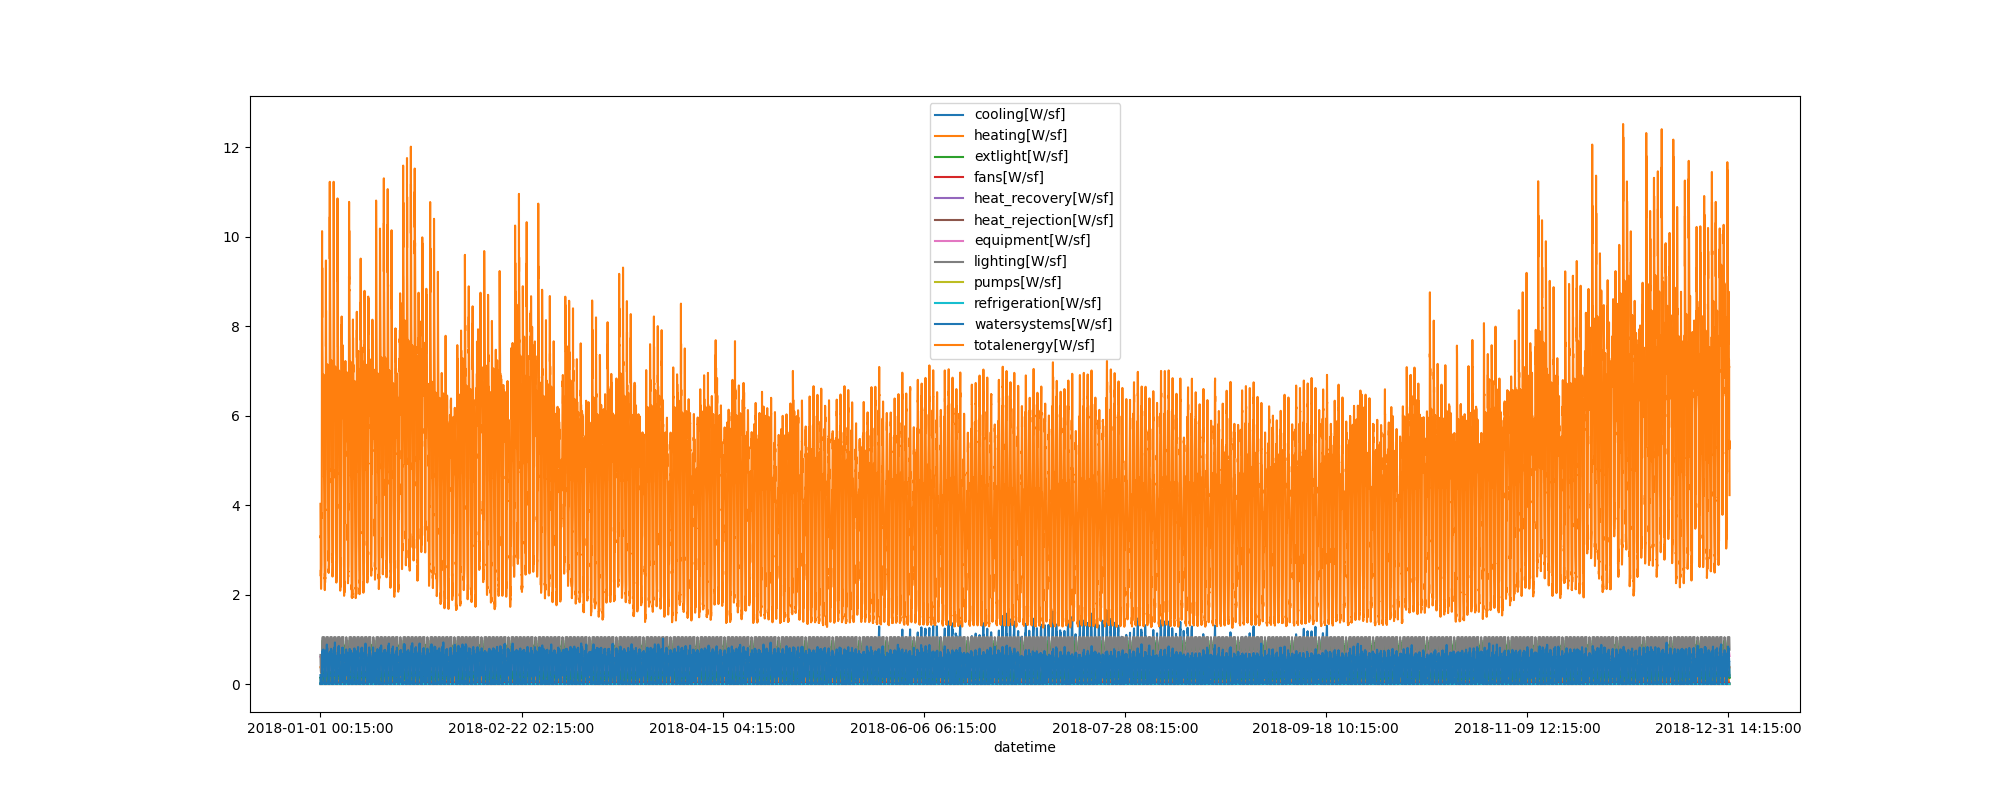 cooling[W/sf]
heating[W/sf]
extlight[W/sf]
fans[W/sf]
heat_recovery[W/sf]
heat_rejection[W/sf]
equipment[W/sf]
lighting[W/sf]
pumps[W/sf]
refrigeration[W/sf]
watersystems[W/sf]
totalenergy[W/sf]
12
10
8
6
4
2
0
2018-01-01 00:15:00 2018-02-22 02:15:00 2018-04-15 04:15:00 2018-06-06 06:15:00 2018-07-28 08:15:00 2018-09-18 10:15:00 2018-11-09 12:15:00 2018-12-31 14:15:00
datetime